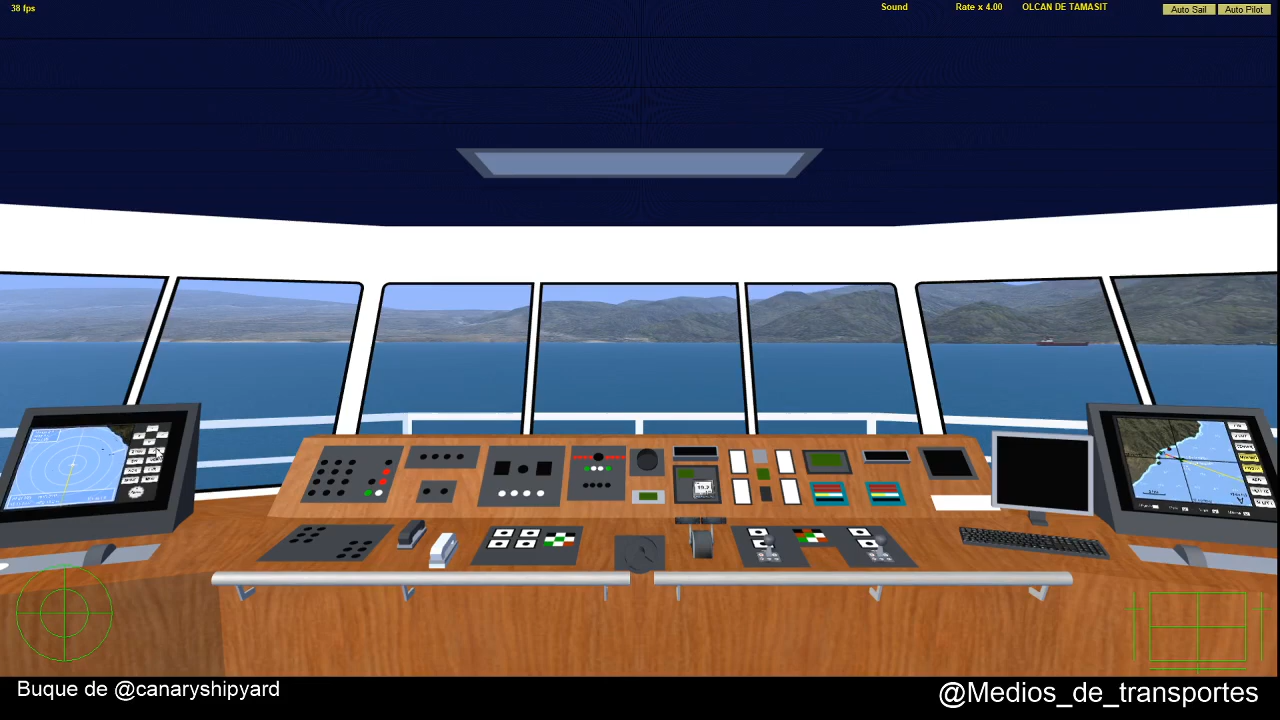 38 fps
Sound
Rate x 4.00
OLCAN DE TAMASIT
Auto Sail
Auto Pilot
Buque de @canaryshipyard
@Medios_de_transportes